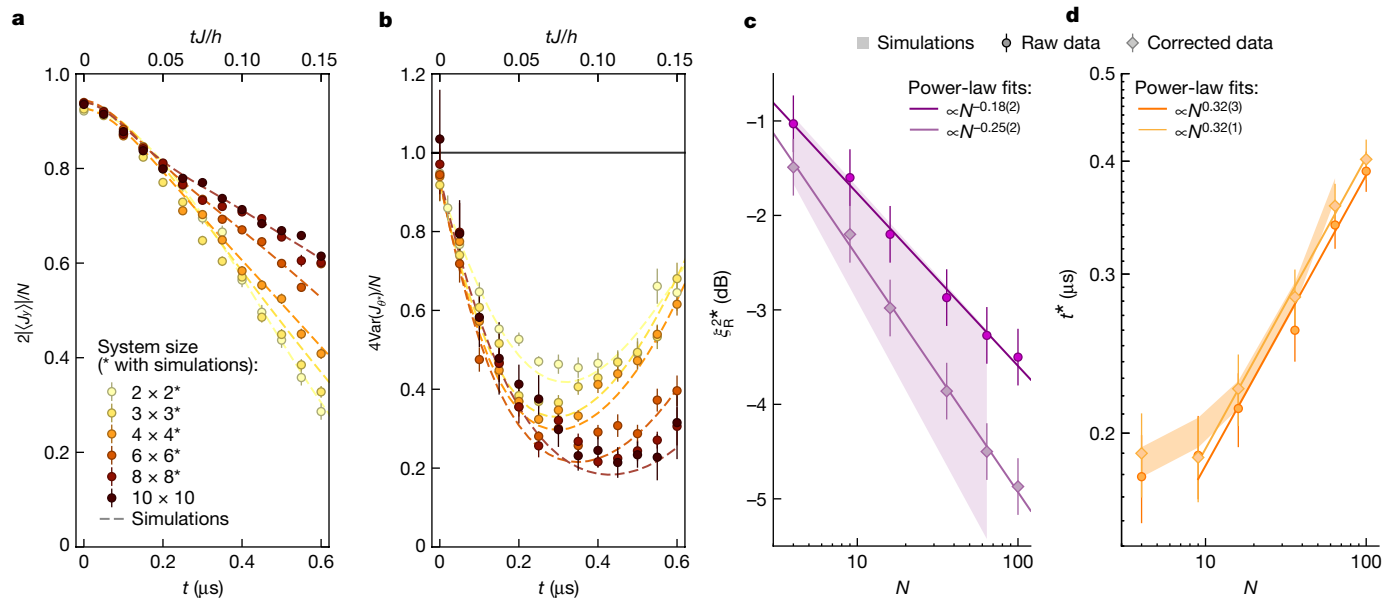 a
tJ/h
0 0.05 0.10 0.15
1.0
0.8
0.6
0.4
0.2
0
2|⟨Jy⟩|/N
System size
(* with simulations):
2 × 2*
3 × 3*
4 × 4*
6 × 6*
8 × 8*
10 × 10
Simulations
0 0.2 0.4 0.6
t (μs)
b
tJ/h
0 0.05 0.10 0.15
1.2
1.0
0.8
0.6
0.4
0.2
0
4Var(Jθ*)/N
0 0.2 0.4 0.6
t (μs)
c
Simulations Raw data Corrected data
Power-law fits:
∝N−0.18(2)
∝N−0.25(2)
−1
−2
−3
−4
−5
ξ2R* (dB)
10 100
N
d
Power-law fits:
∝N0.32(3)
∝N0.32(1)
0.5
0.4
0.3
0.2
t* (μs)
10 100
N